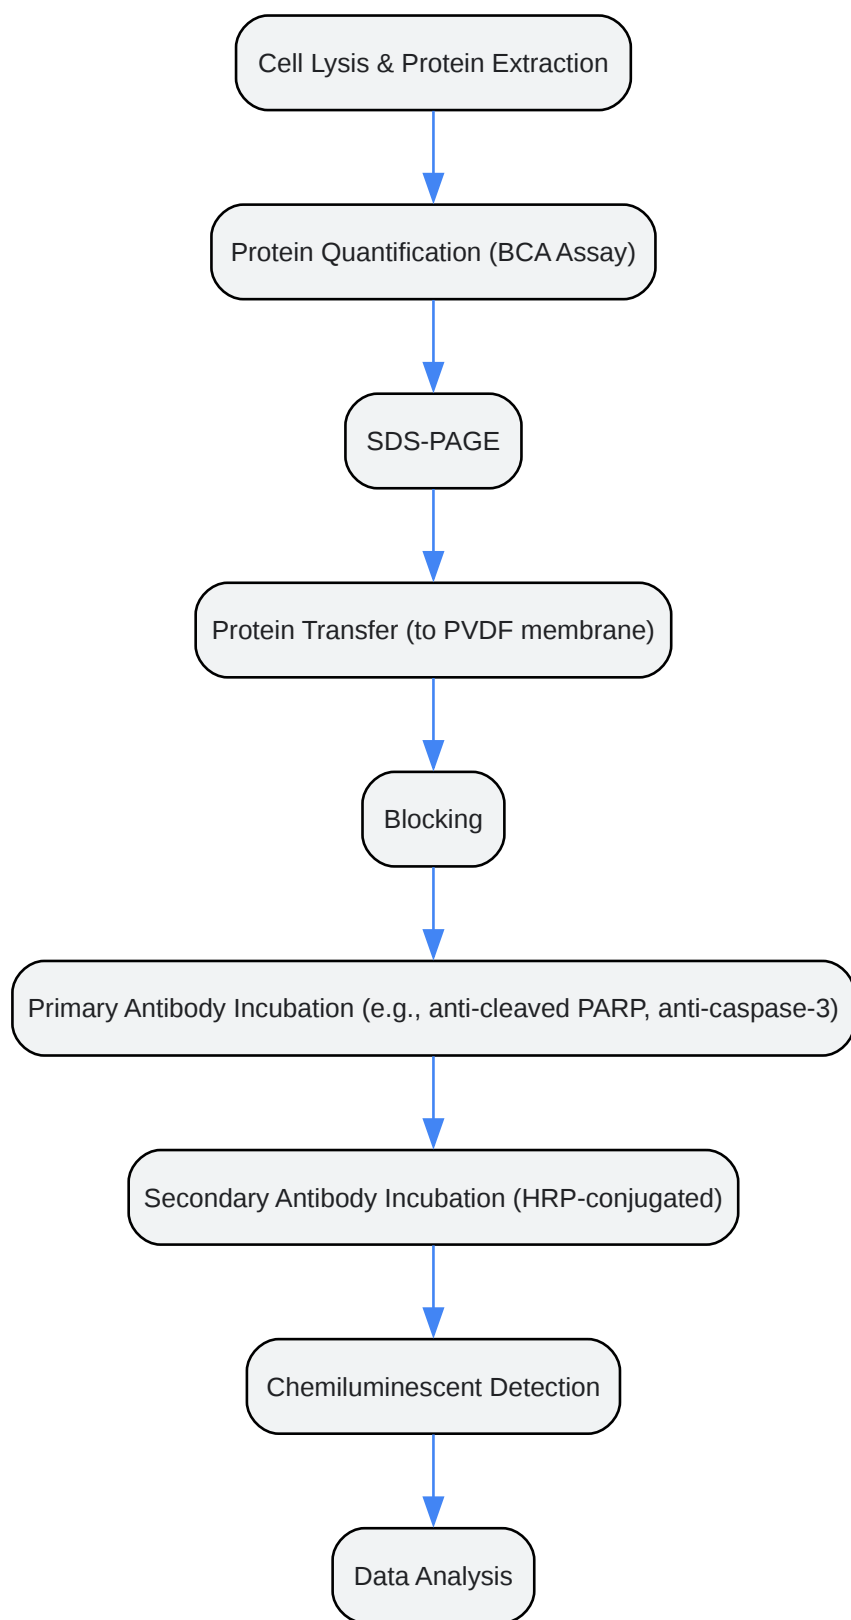 Cell Lysis & Protein Extraction
Protein Quantification (BCA Assay)
SDS-PAGE
Protein Transfer (to PVDF membrane)
Blocking
Primary Antibody Incubation (e.g., anti-cleaved PARP, anti-caspase-3)
Secondary Antibody Incubation (HRP-conjugated)
Chemiluminescent Detection
Data Analysis